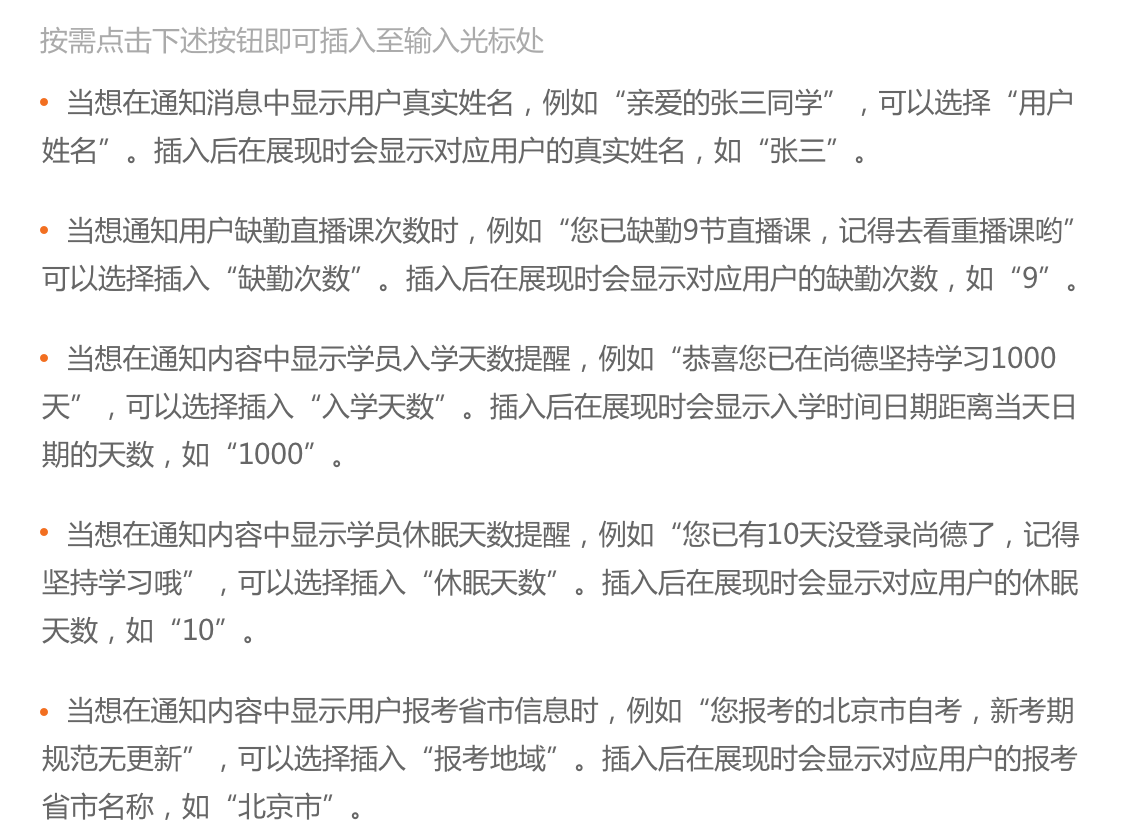 按需点击下述按钮即可插入至输入光标处
• 当想在通知消息中显示用户真实姓名，例如“亲爱的张三同学”，可以选择“用户
姓名”。插入后在展现时会显示对应用户的真实姓名，如“张三”。
• 当想通知用户缺勤直播课次数时，例如“您已缺勤9节直播课，记得去看重播课哟”
可以选择插入“缺勤次数”。插入后在展现时会显示对应用户的缺勤次数，如“9”。
• 当想在通知内容中显示学员入学天数提醒，例如“恭喜您已在尚德坚持学习1000
天”，可以选择插入“入学天数”。插入后在展现时会显示入学时间日期距离当天日
期的天数，如“1000”。
• 当想在通知内容中显示学员休眠天数提醒，例如“您已有10天没登录尚德了，记得
坚持学习哦”，可以选择插入“休眠天数”。插入后在展现时会显示对应用户的休眠
天数，如“10”。
• 当想在通知内容中显示用户报考省市信息时，例如“您报考的北京市自考，新考期
规范无更新”，可以选择插入“报考地域”。插入后在展现时会显示对应用户的报考
省市名称，如“北京市”。